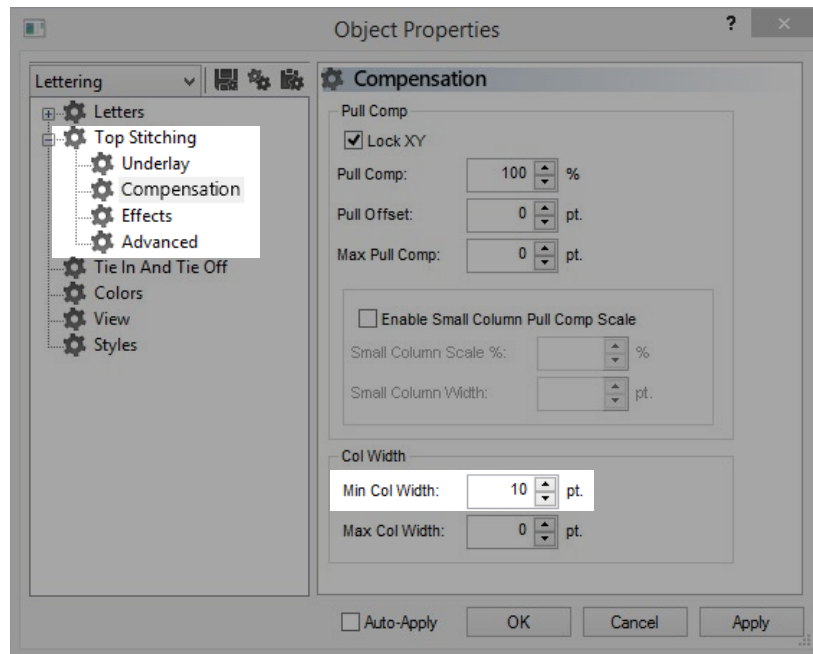 Object Properties
?
Lettering
Letters
Top Stitching
Underlay
Compensation
Effects
Advanced
Tie In And Tie Off
Colors
View
Styles
Compensation
Pull Comp
Lock XY
Pull Comp: 100 %
Pull Offset: 0 pt.
Max Pull Comp: 0 pt.
Enable Small Column Pull Comp Scale
Small Column Scale %: %
Small Column Width: pt.
Col Width
Min Col Width: 10 pt.
Max Col Width: 0 pt.
Auto-Apply OK Cancel Apply